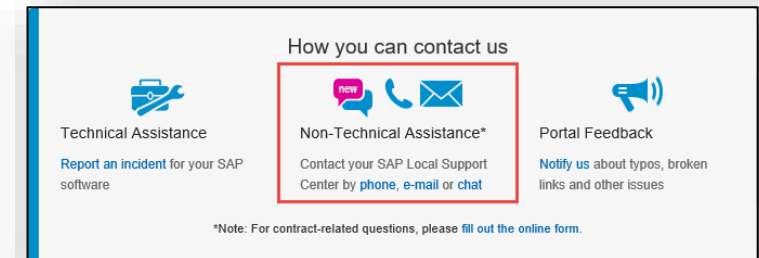 How you can contact us
new
Technical Assistance
Report an incident for your SAP
software
Non-Technical Assistance*
Contact your SAP Local Support
Center by phone, e-mail or chat
Portal Feedback
Notify us about typos, broken
links and other issues
*Note: For contract-related questions, please fill out the online form.